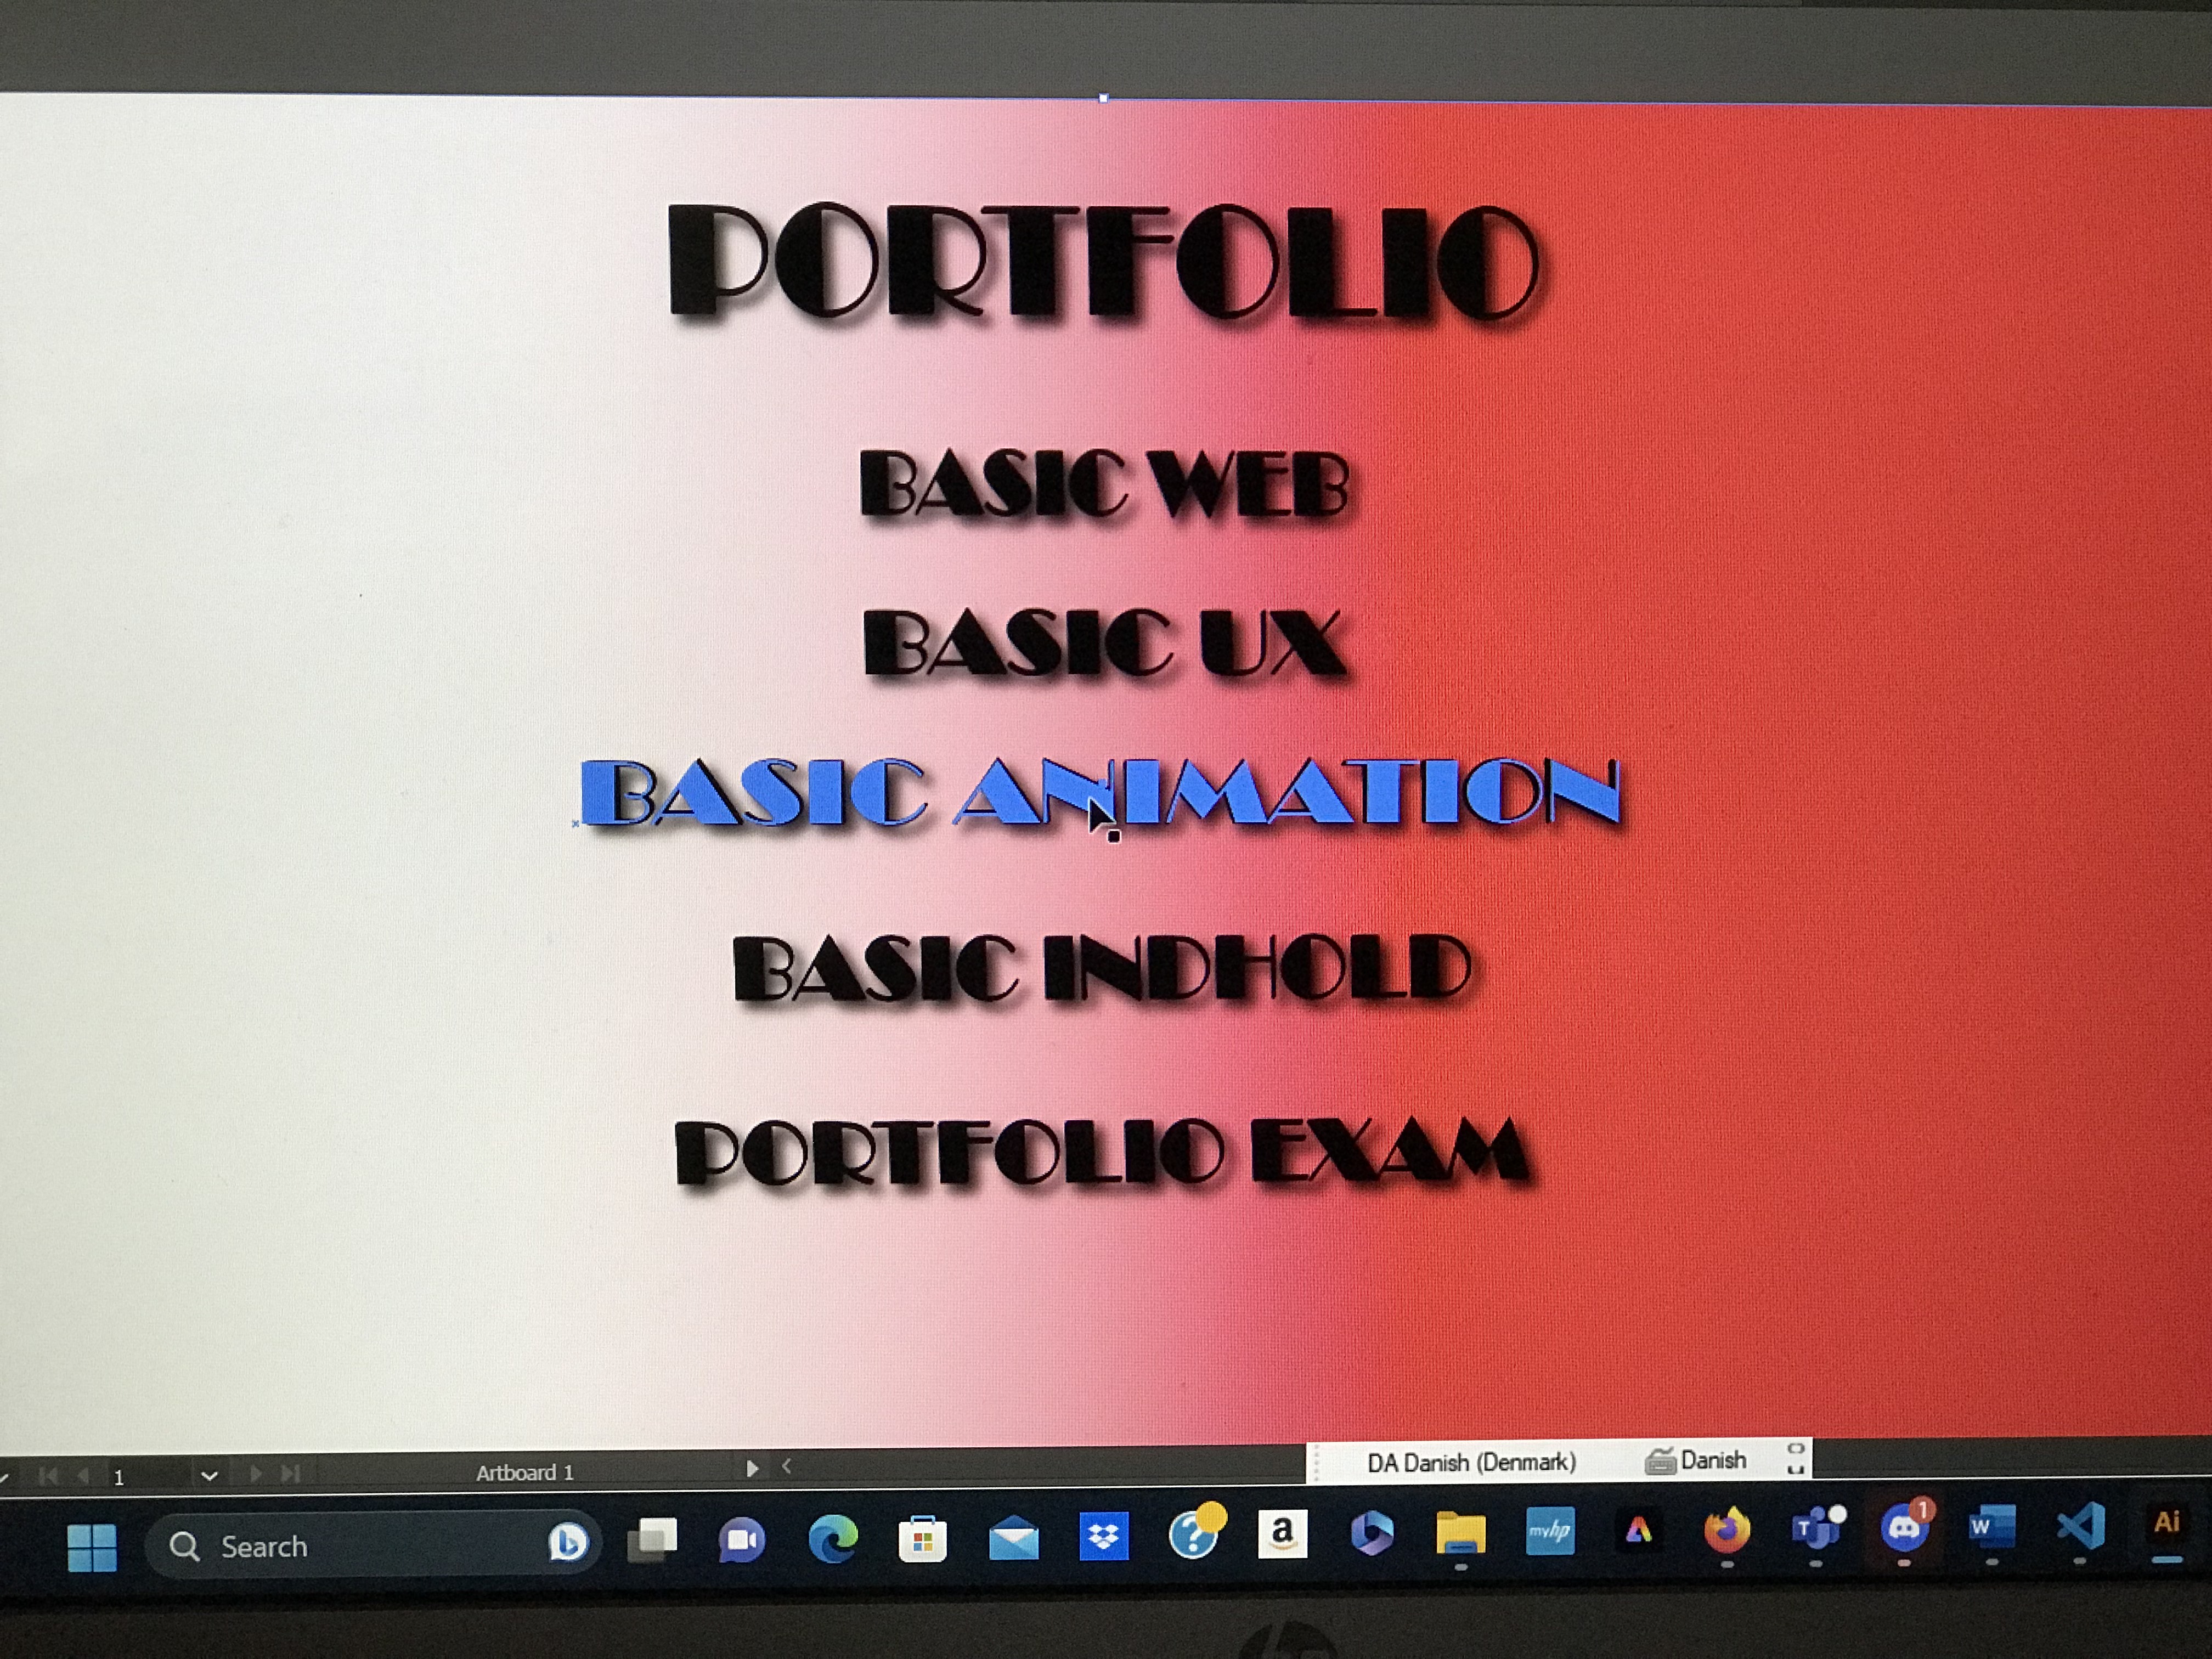 PORTFOLIO
BASIC WEB
BASIC UX
BASIC ANIMATION
BASIC INDHOLD
PORTFOLIO EXAM
1
Artboard 1
DA Danish (Denmark)
Danish
Search
a
myhp
T
1
W
Ai